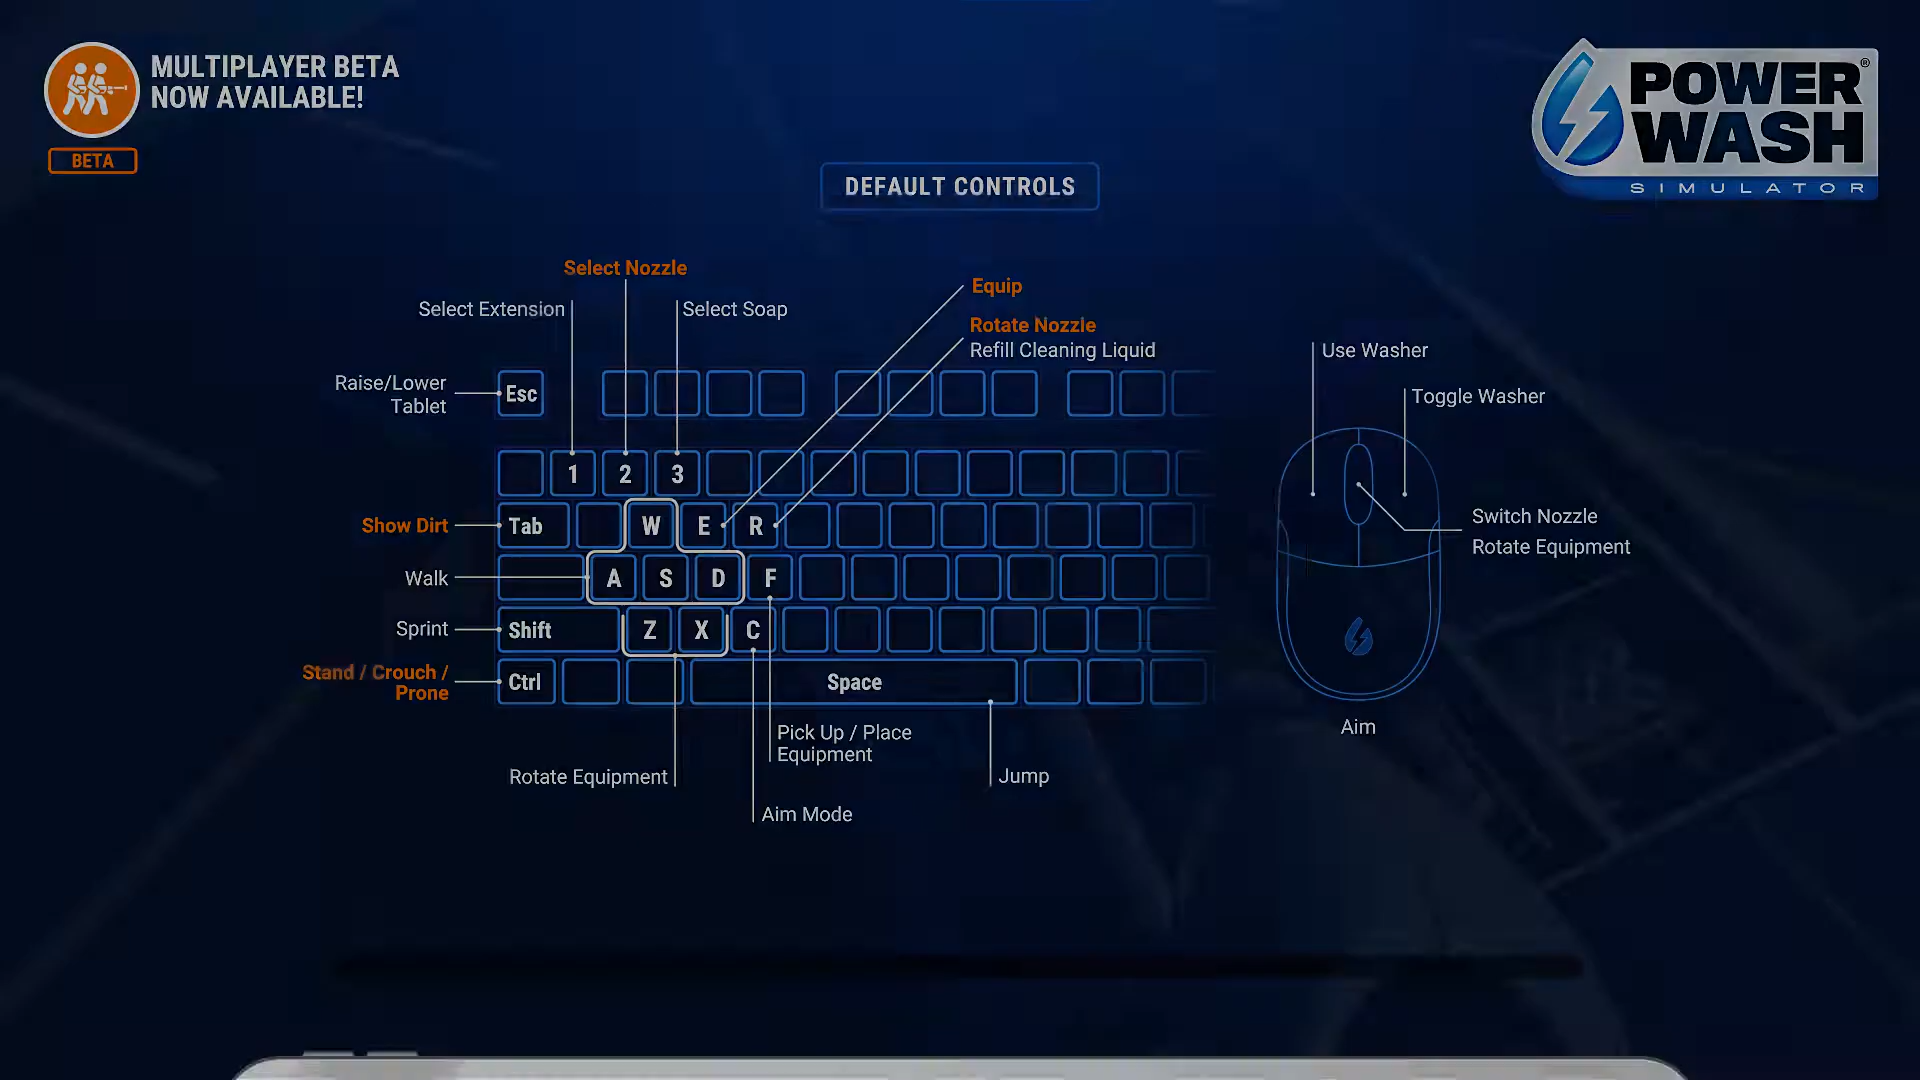 MULTIPLAYER BETA
NOW AVAILABLE!
BETA
POWER®
WASH
SIMULATOR
DEFAULT CONTROLS
Select Nozzle
Equip
Select Extension
Select Soap
Rotate Nozzle
Refill Cleaning Liquid
Use Washer
Raise/Lower
Tablet
Esc
Toggle Washer
1 2 3
Show Dirt
Tab W E R
Switch Nozzle
Rotate Equipment
Walk
A S D F
Sprint
Shift Z X C
Stand / Crouch /
Prone
Ctrl Space
Aim
Pick Up / Place
Equipment
Rotate Equipment
Jump
Aim Mode